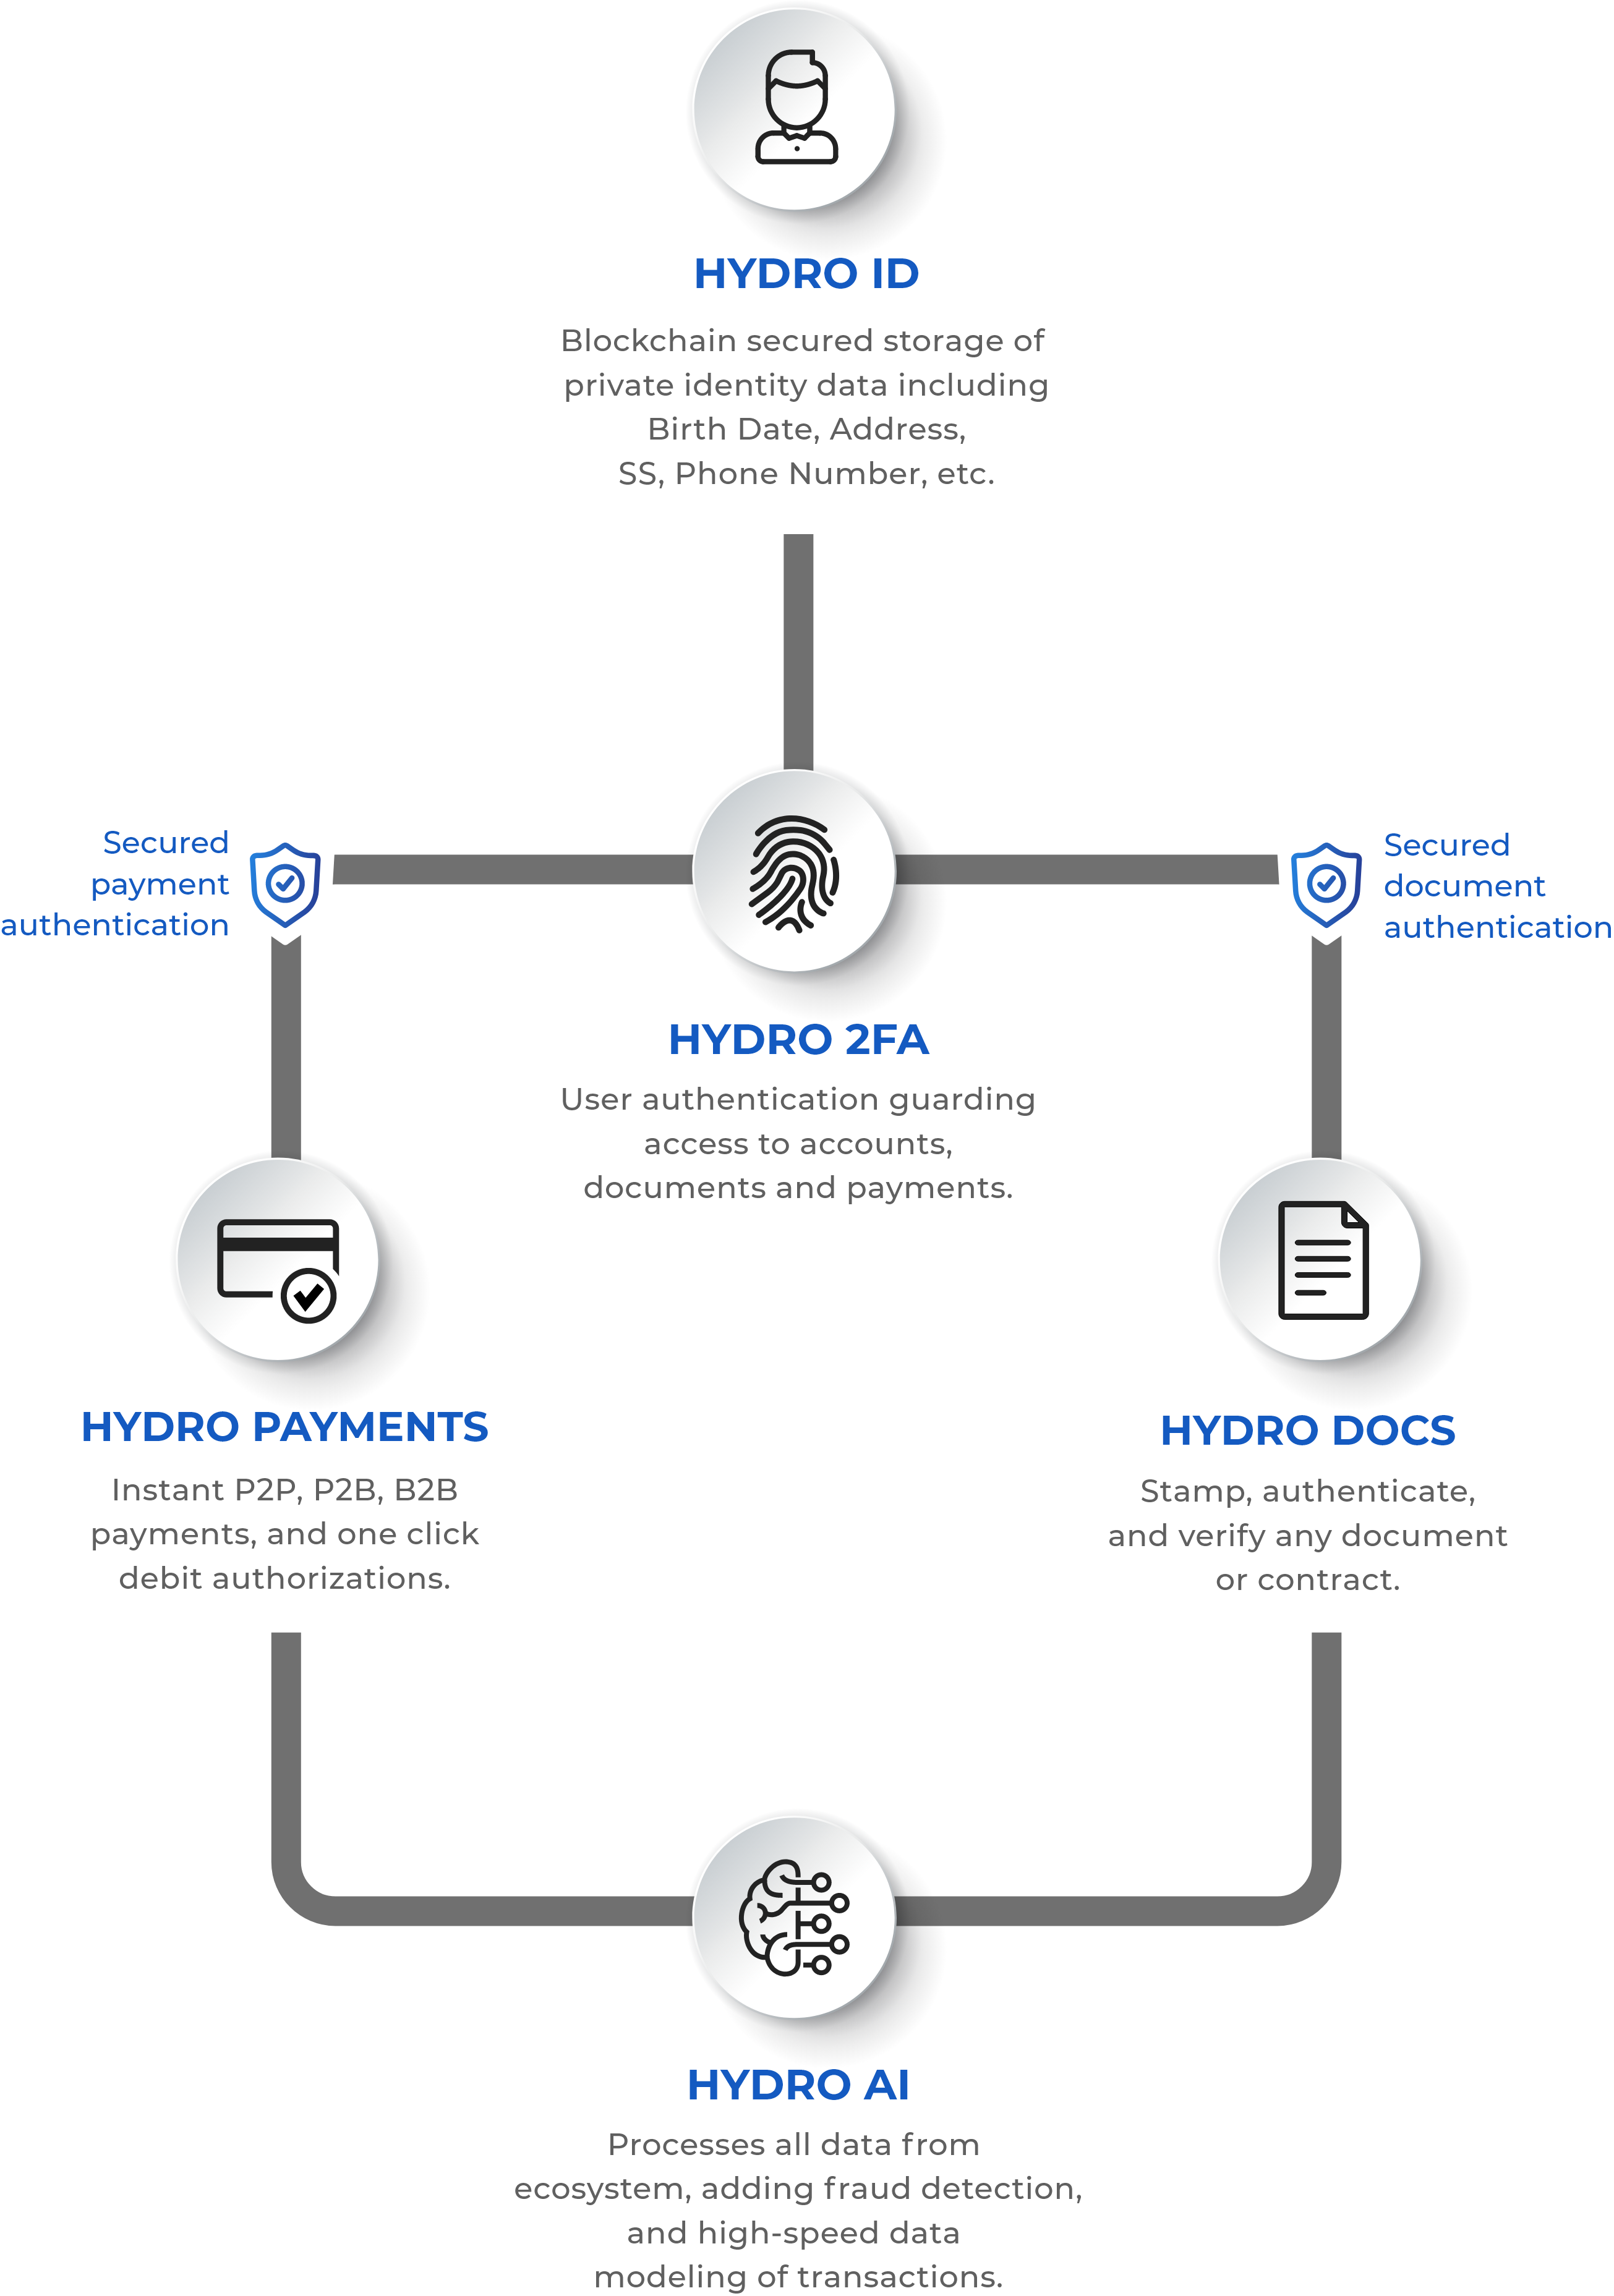 HYDRO ID
Blockchain secured storage of
private identity data including
Birth Date, Address,
SS, Phone Number, etc.
Secured
payment
authentication
Secured
document
authentication
HYDRO 2FA
User authentication guarding
access to accounts,
documents and payments.
HYDRO PAYMENTS
Instant P2P, P2B, B2B
payments, and one click
debit authorizations.
HYDRO DOCS
Stamp, authenticate,
and verify any document
or contract.
HYDRO AI
Processes all data from
ecosystem, adding fraud detection,
and high-speed data
modeling of transactions.